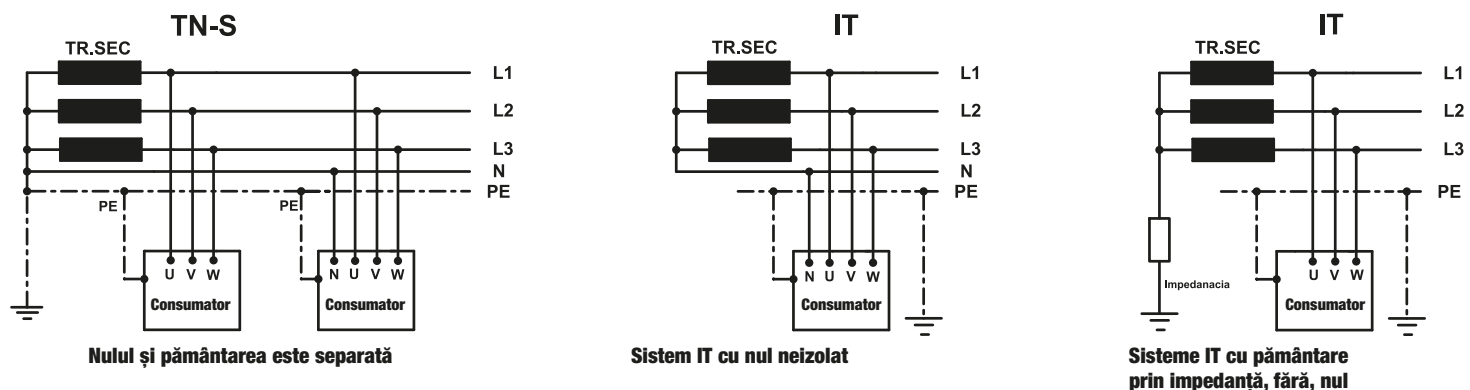 TN-S
TR.SEC
L1
L2
L3
N
PE
PE
PE
U V W
Consumator
N U V W
Consumator
Nulul și pământarea este separată
IT
TR.SEC
L1
L2
L3
N
PE
N U V W
Consumator
Sistem IT cu nul neizolat
IT
TR.SEC
L1
L2
L3
PE
Impedanacia
U V W
Consumator
Sisteme IT cu pământare
prin impedanță, fără, nul